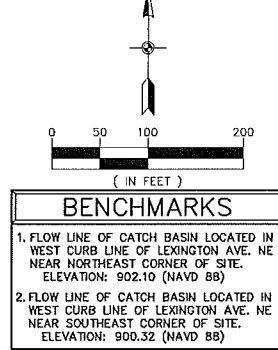 0 50 100 200
( IN FEET )
BENCHMARKS
1. FLOW LINE OF CATCH BASIN LOCATED IN
WEST CURB LINE OF LEXINGTON AVE. NE
NEAR NORTHEAST CORNER OF SITE.
ELEVATION: 902.10 (NAVD 88)
2. FLOW LINE OF CATCH BASIN LOCATED IN
WEST CURB LINE OF LEXINGTON AVE. NE
NEAR SOUTHEAST CORNER OF SITE.
ELEVATION: 900.32 (NAVD 88)